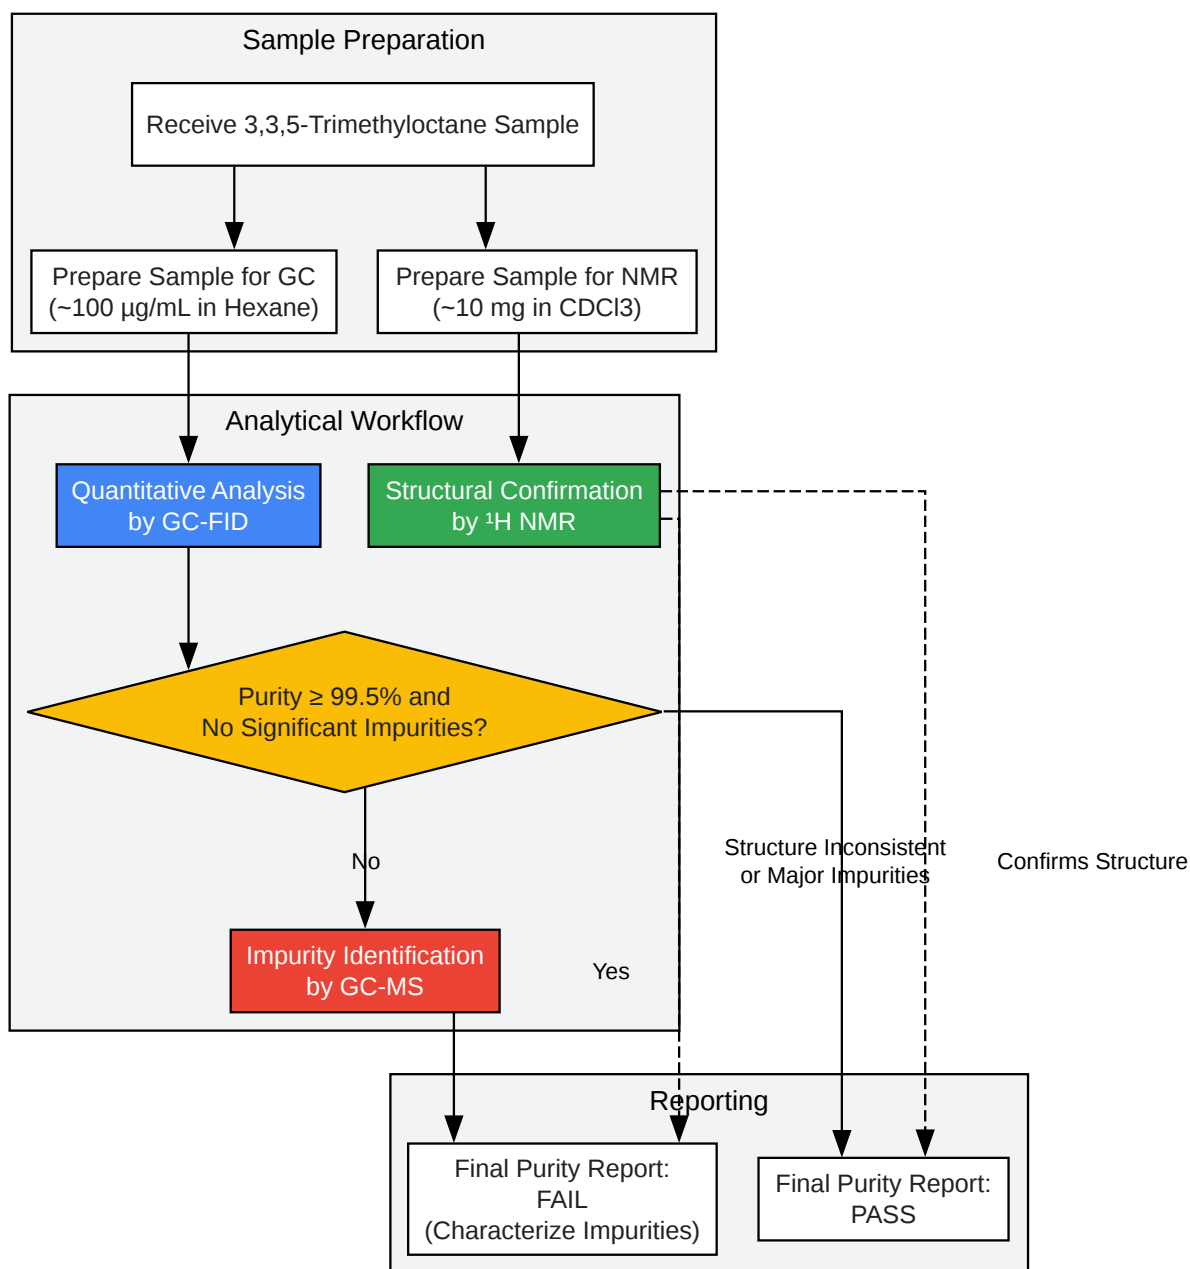 Sample Preparation
Receive 3,3,5-Trimethyloctane Sample
Prepare Sample for GC
(~100 µg/mL in Hexane)
Prepare Sample for NMR
(~10 mg in CDCl3)
Analytical Workflow
Quantitative Analysis
by GC-FID
Structural Confirmation
by ¹H NMR
Purity ≥ 99.5% and
No Significant Impurities?
No
Structure Inconsistent
or Major Impurities
Confirms Structure
Impurity Identification
by GC-MS
Yes
Reporting
Final Purity Report:
FAIL
(Characterize Impurities)
Final Purity Report:
PASS